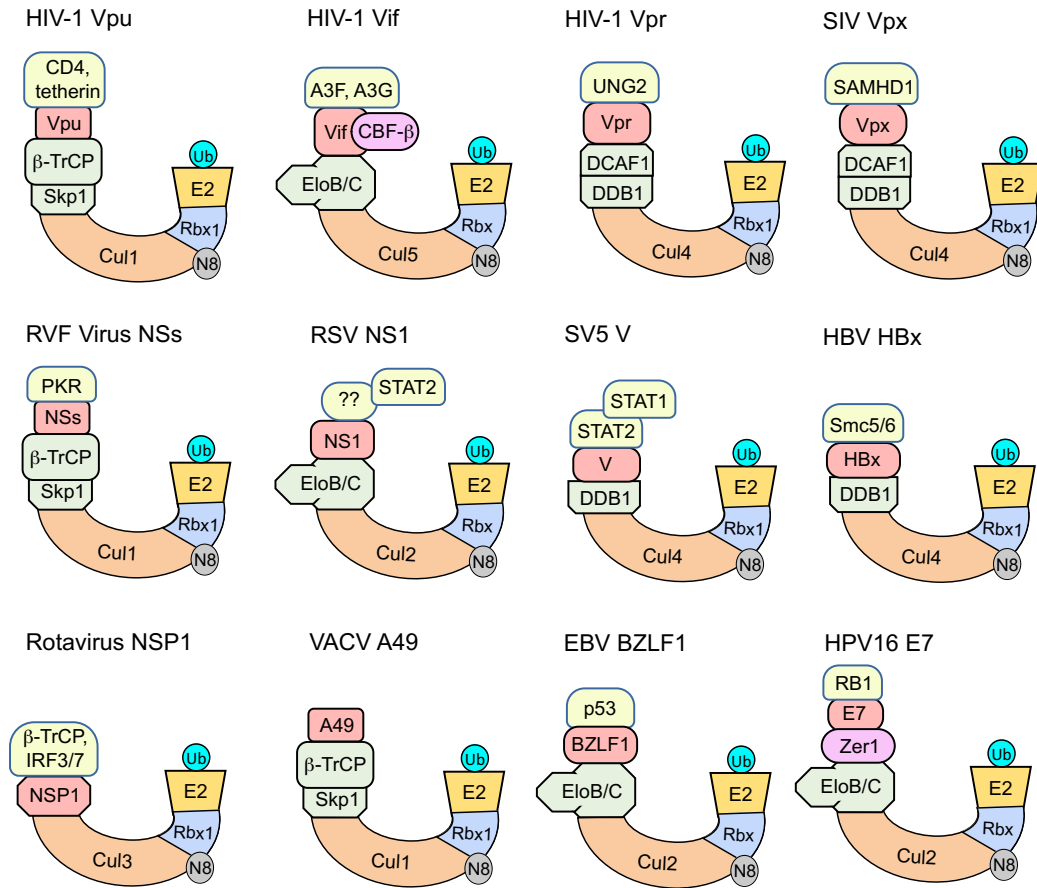 HIV-1 Vpu
CD4,
tetherin
Vpu
β-TrCP
Skp1
Cul1
Ub
E2
Rbx1
N8
HIV-1 Vif
A3F, A3G
Vif
CBF-β
EloB/C
Cul5
Ub
E2
Rbx
N8
HIV-1 Vpr
UNG2
Vpr
DCAF1
DDB1
Cul4
Ub
E2
Rbx1
N8
SIV Vpx
SAMHD1
Vpx
DCAF1
DDB1
Cul4
Ub
E2
Rbx1
N8
RVF Virus NSs
PKR
NSs
β-TrCP
Skp1
Cul1
Ub
E2
Rbx1
N8
RSV NS1
??
STAT2
NS1
EloB/C
Cul2
Ub
E2
Rbx
N8
SV5 V
STAT1
STAT2
V
DDB1
Cul4
Ub
E2
Rbx1
N8
HBV HBx
Smc5/6
HBx
DDB1
Cul4
Ub
E2
Rbx1
N8
Rotavirus NSP1
β-TrCP,
IRF3/7
NSP1
Cul3
Ub
E2
Rbx1
N8
VACV A49
A49
β-TrCP
Skp1
Cul1
Ub
E2
Rbx1
N8
EBV BZLF1
p53
BZLF1
EloB/C
Cul2
Ub
E2
Rbx
N8
HPV16 E7
RB1
E7
Zer1
EloB/C
Cul2
Ub
E2
Rbx
N8